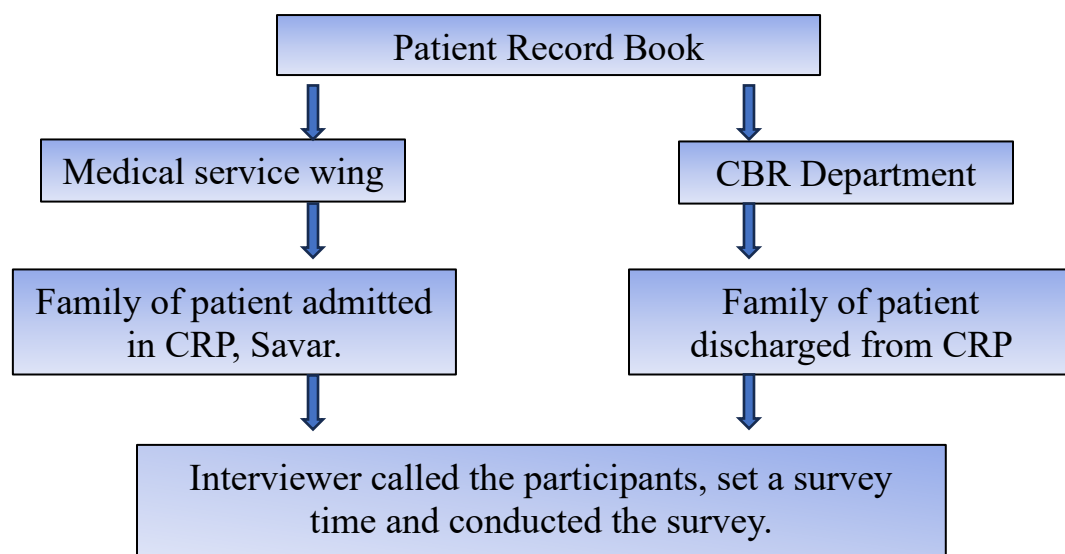 Patient Record Book
Medical service wing
CBR Department
Family of patient admitted
in CRP, Savar.
Family of patient
discharged from CRP
Interviewer called the participants, set a survey
time and conducted the survey.